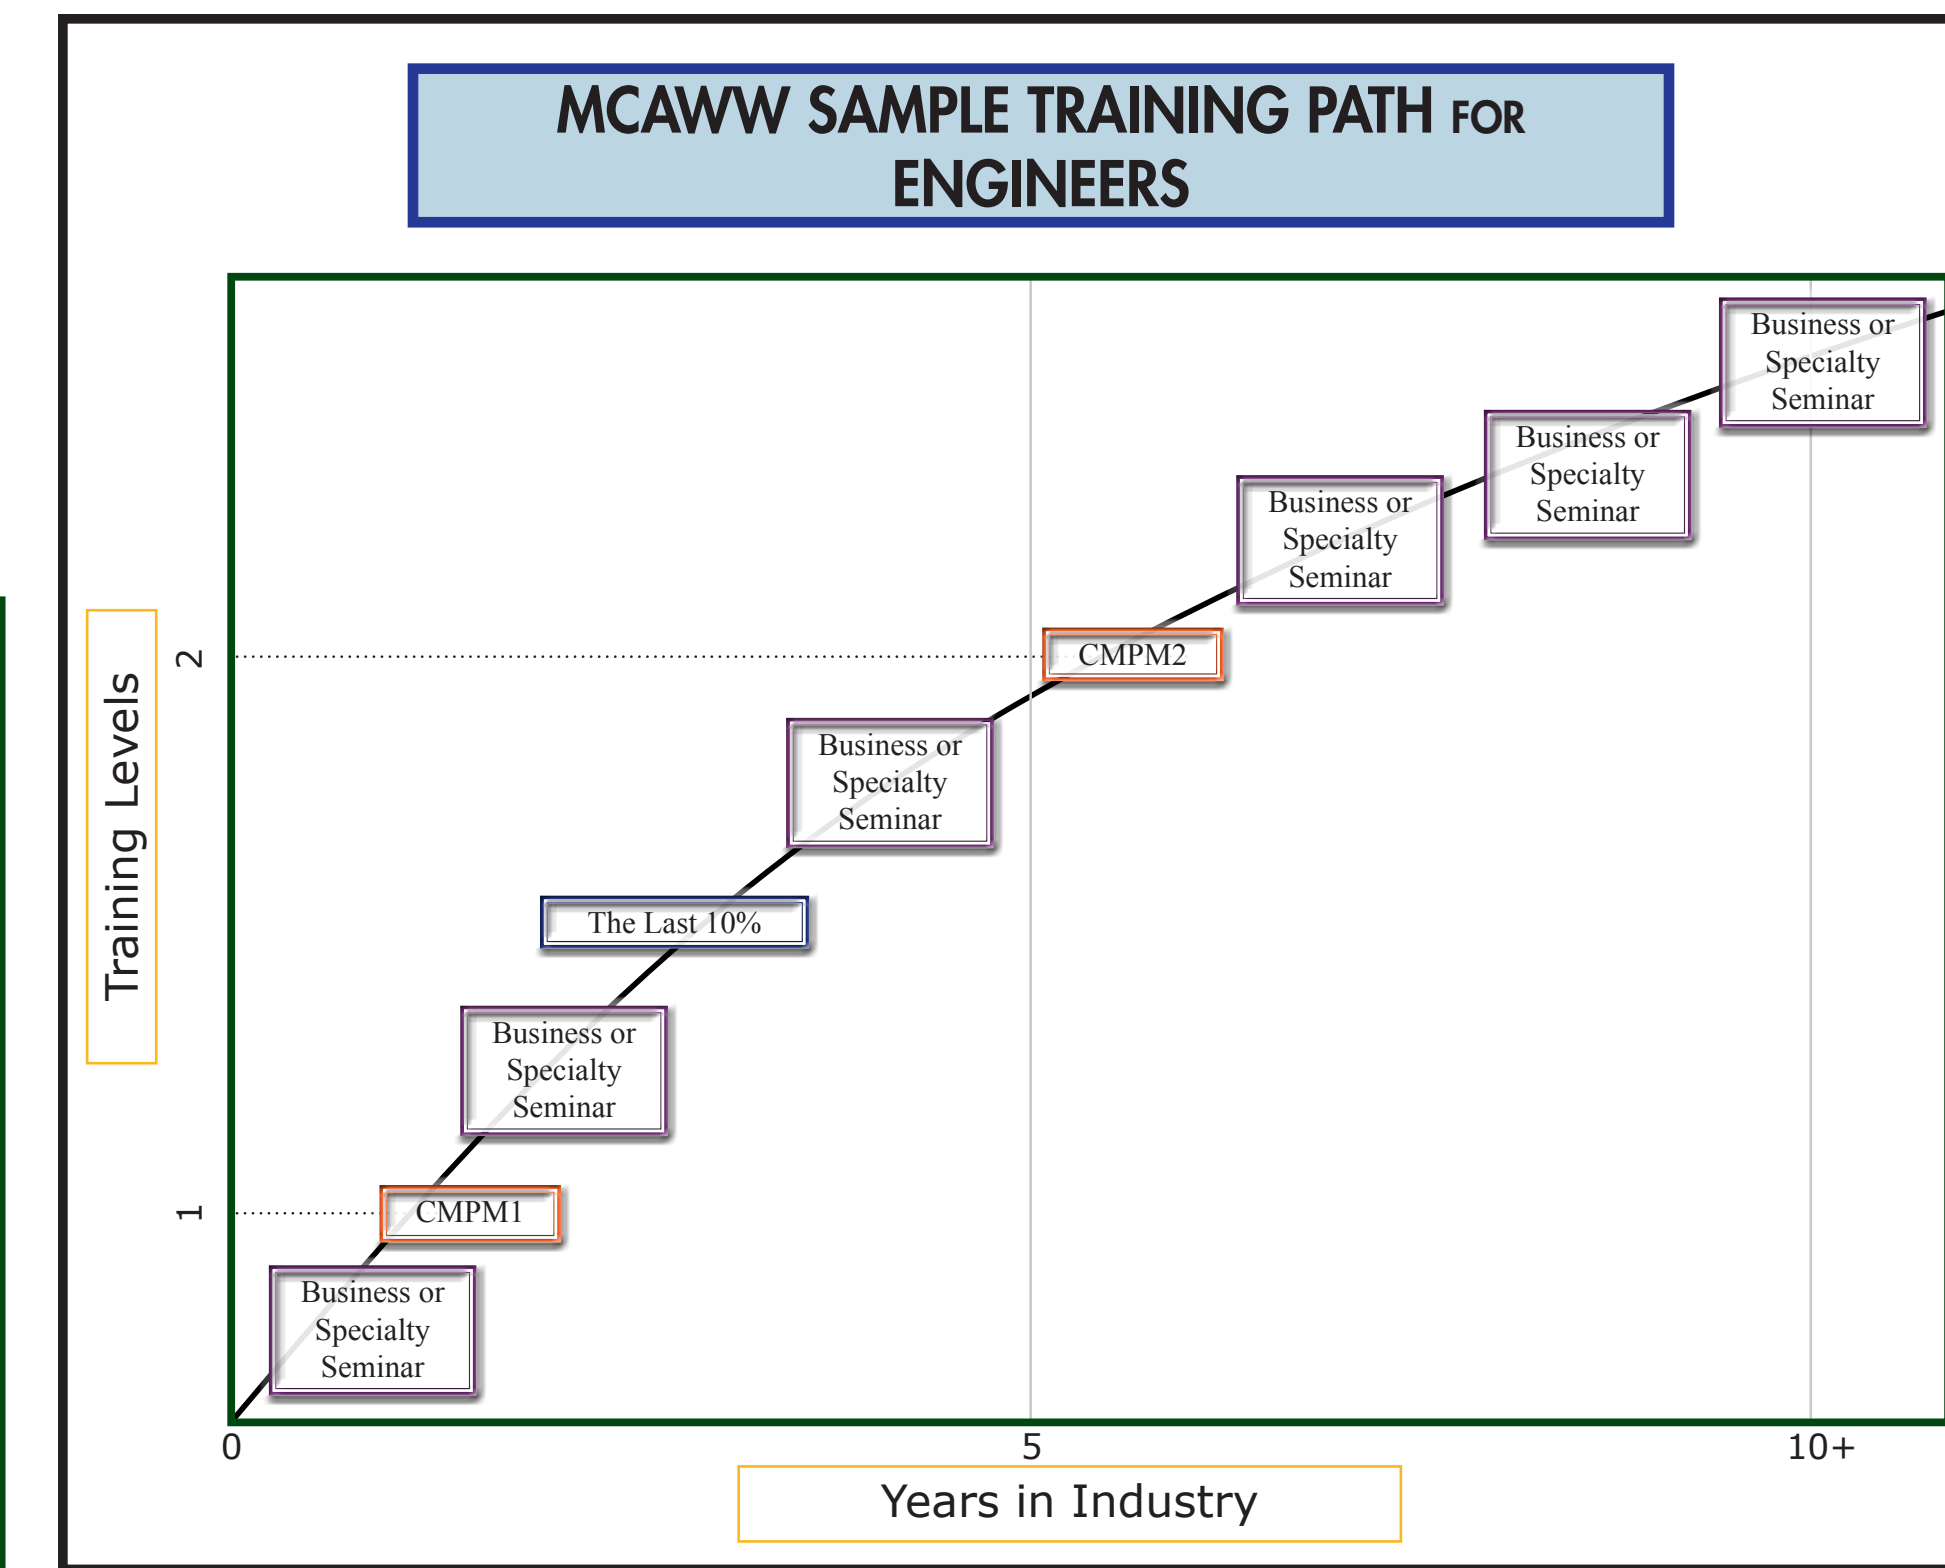 MCAWW SAMPLE TRAINING PATH FOR
ENGINEERS
Business or
Specialty
Seminar
Business or
Specialty
Seminar
Business or
Specialty
Seminar
2
CMPM2
Training Levels
Business or
Specialty
Seminar
The Last 10%
Business or
Specialty
Seminar
1
CMPM1
Business or
Specialty
Seminar
0
5
10+
Years in Industry